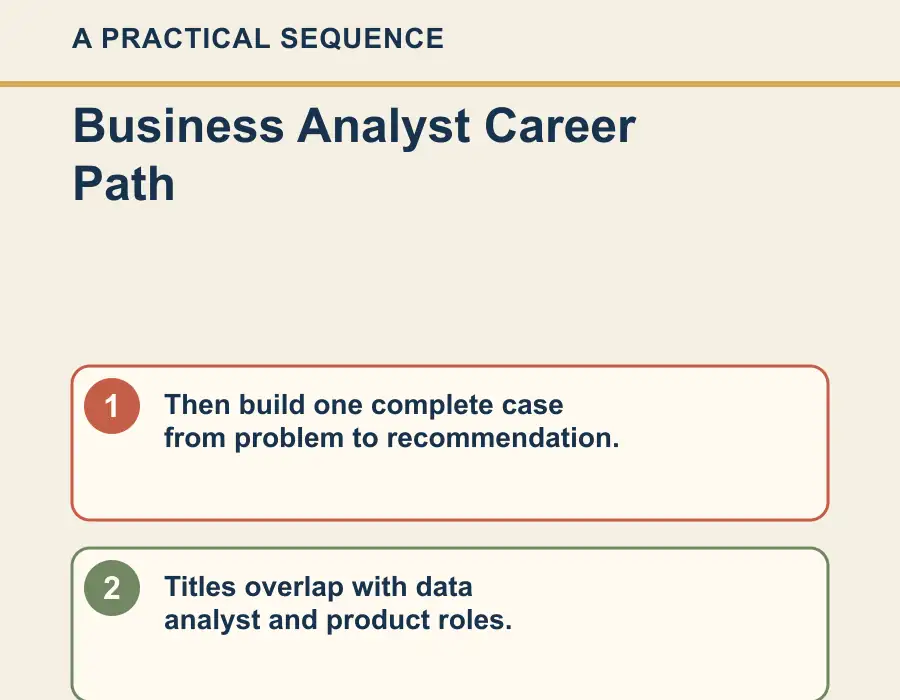 A PRACTICAL SEQUENCE
Business Analyst Career
Path
1
Then build one complete case
from problem to recommendation.
2
Titles overlap with data
analyst and product roles.